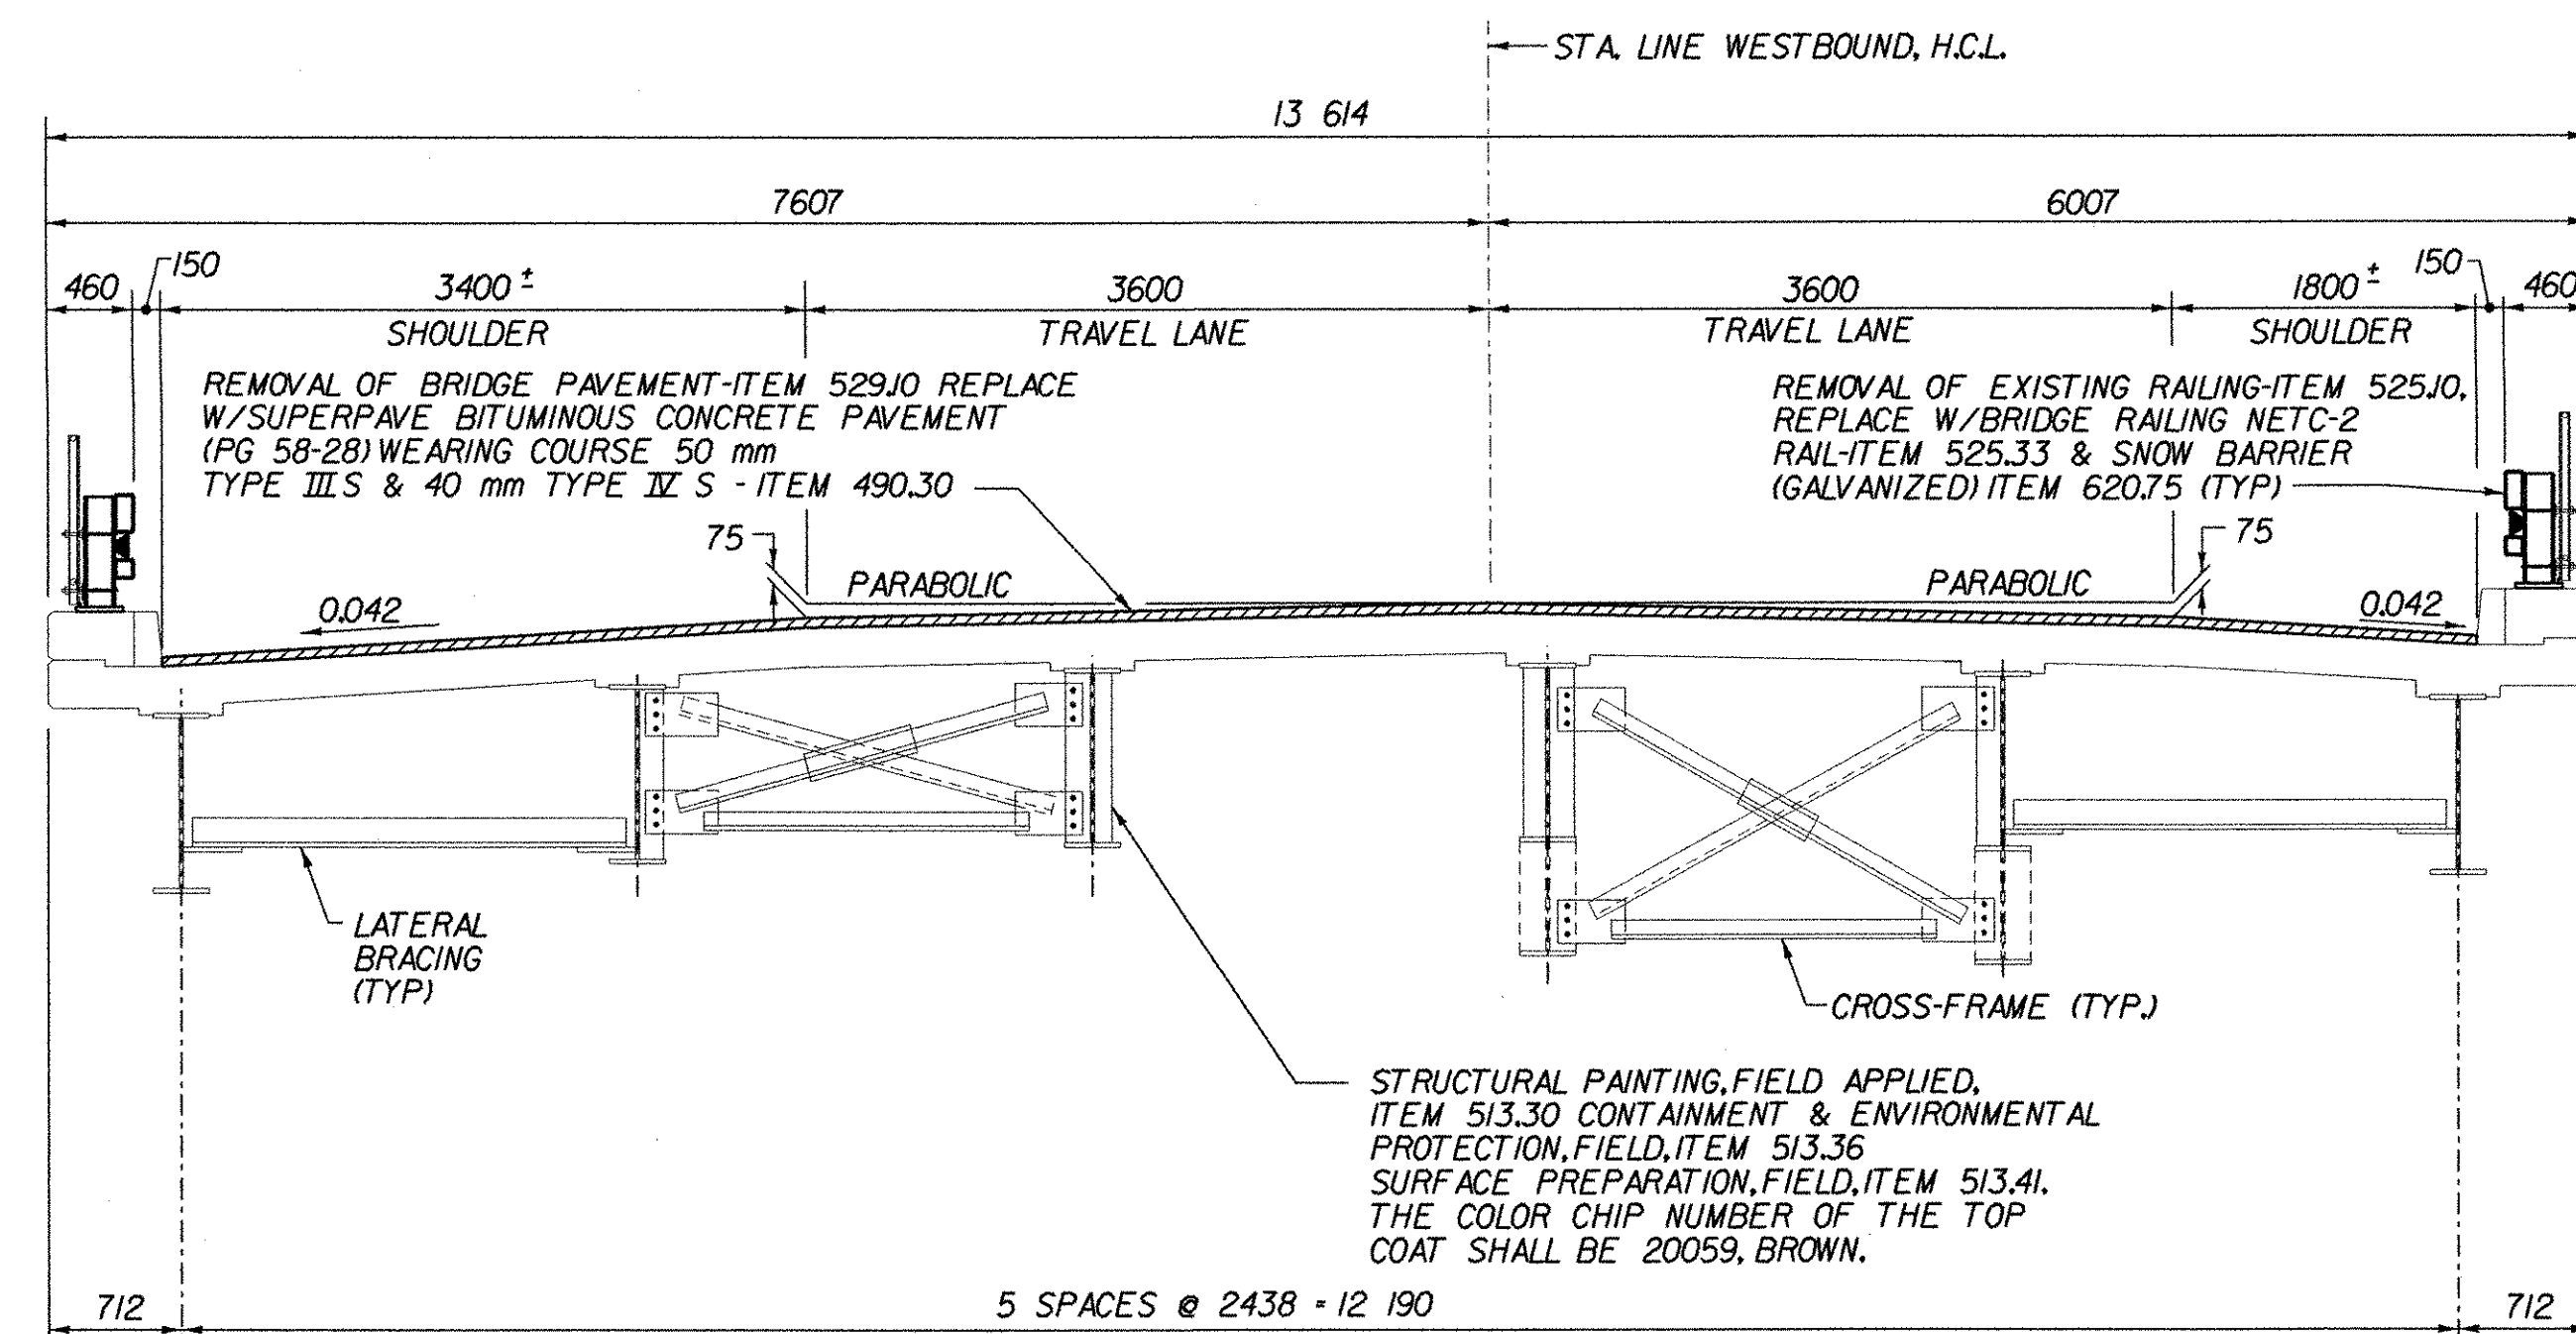 STA. LINE WESTBOUND, H.C.L.
13 614
7607
6007
460
150
3400 ±
3600
3600
1800 ±
150
460
SHOULDER
TRAVEL LANE
TRAVEL LANE
SHOULDER
REMOVAL OF BRIDGE PAVEMENT-ITEM 529.10 REPLACE
W/SUPERPAVE BITUMINOUS CONCRETE PAVEMENT
(PG 58-28) WEARING COURSE 50 mm
TYPE III S & 40 mm TYPE IV S - ITEM 490.30
REMOVAL OF EXISTING RAILING-ITEM 525.10,
REPLACE W/BRIDGE RAILING NETC-2
RAIL-ITEM 525.33 & SNOW BARRIER
(GALVANIZED) ITEM 620.75 (TYP)
75
75
PARABOLIC
PARABOLIC
0.042
0.042
LATERAL
BRACING
(TYP)
CROSS-FRAME (TYP.)
STRUCTURAL PAINTING, FIELD APPLIED,
ITEM 513.30 CONTAINMENT & ENVIRONMENTAL
PROTECTION, FIELD, ITEM 513.36
SURFACE PREPARATION, FIELD, ITEM 513.41.
THE COLOR CHIP NUMBER OF THE TOP
COAT SHALL BE 20059, BROWN.
712
5 SPACES @ 2438 = 12 190
712